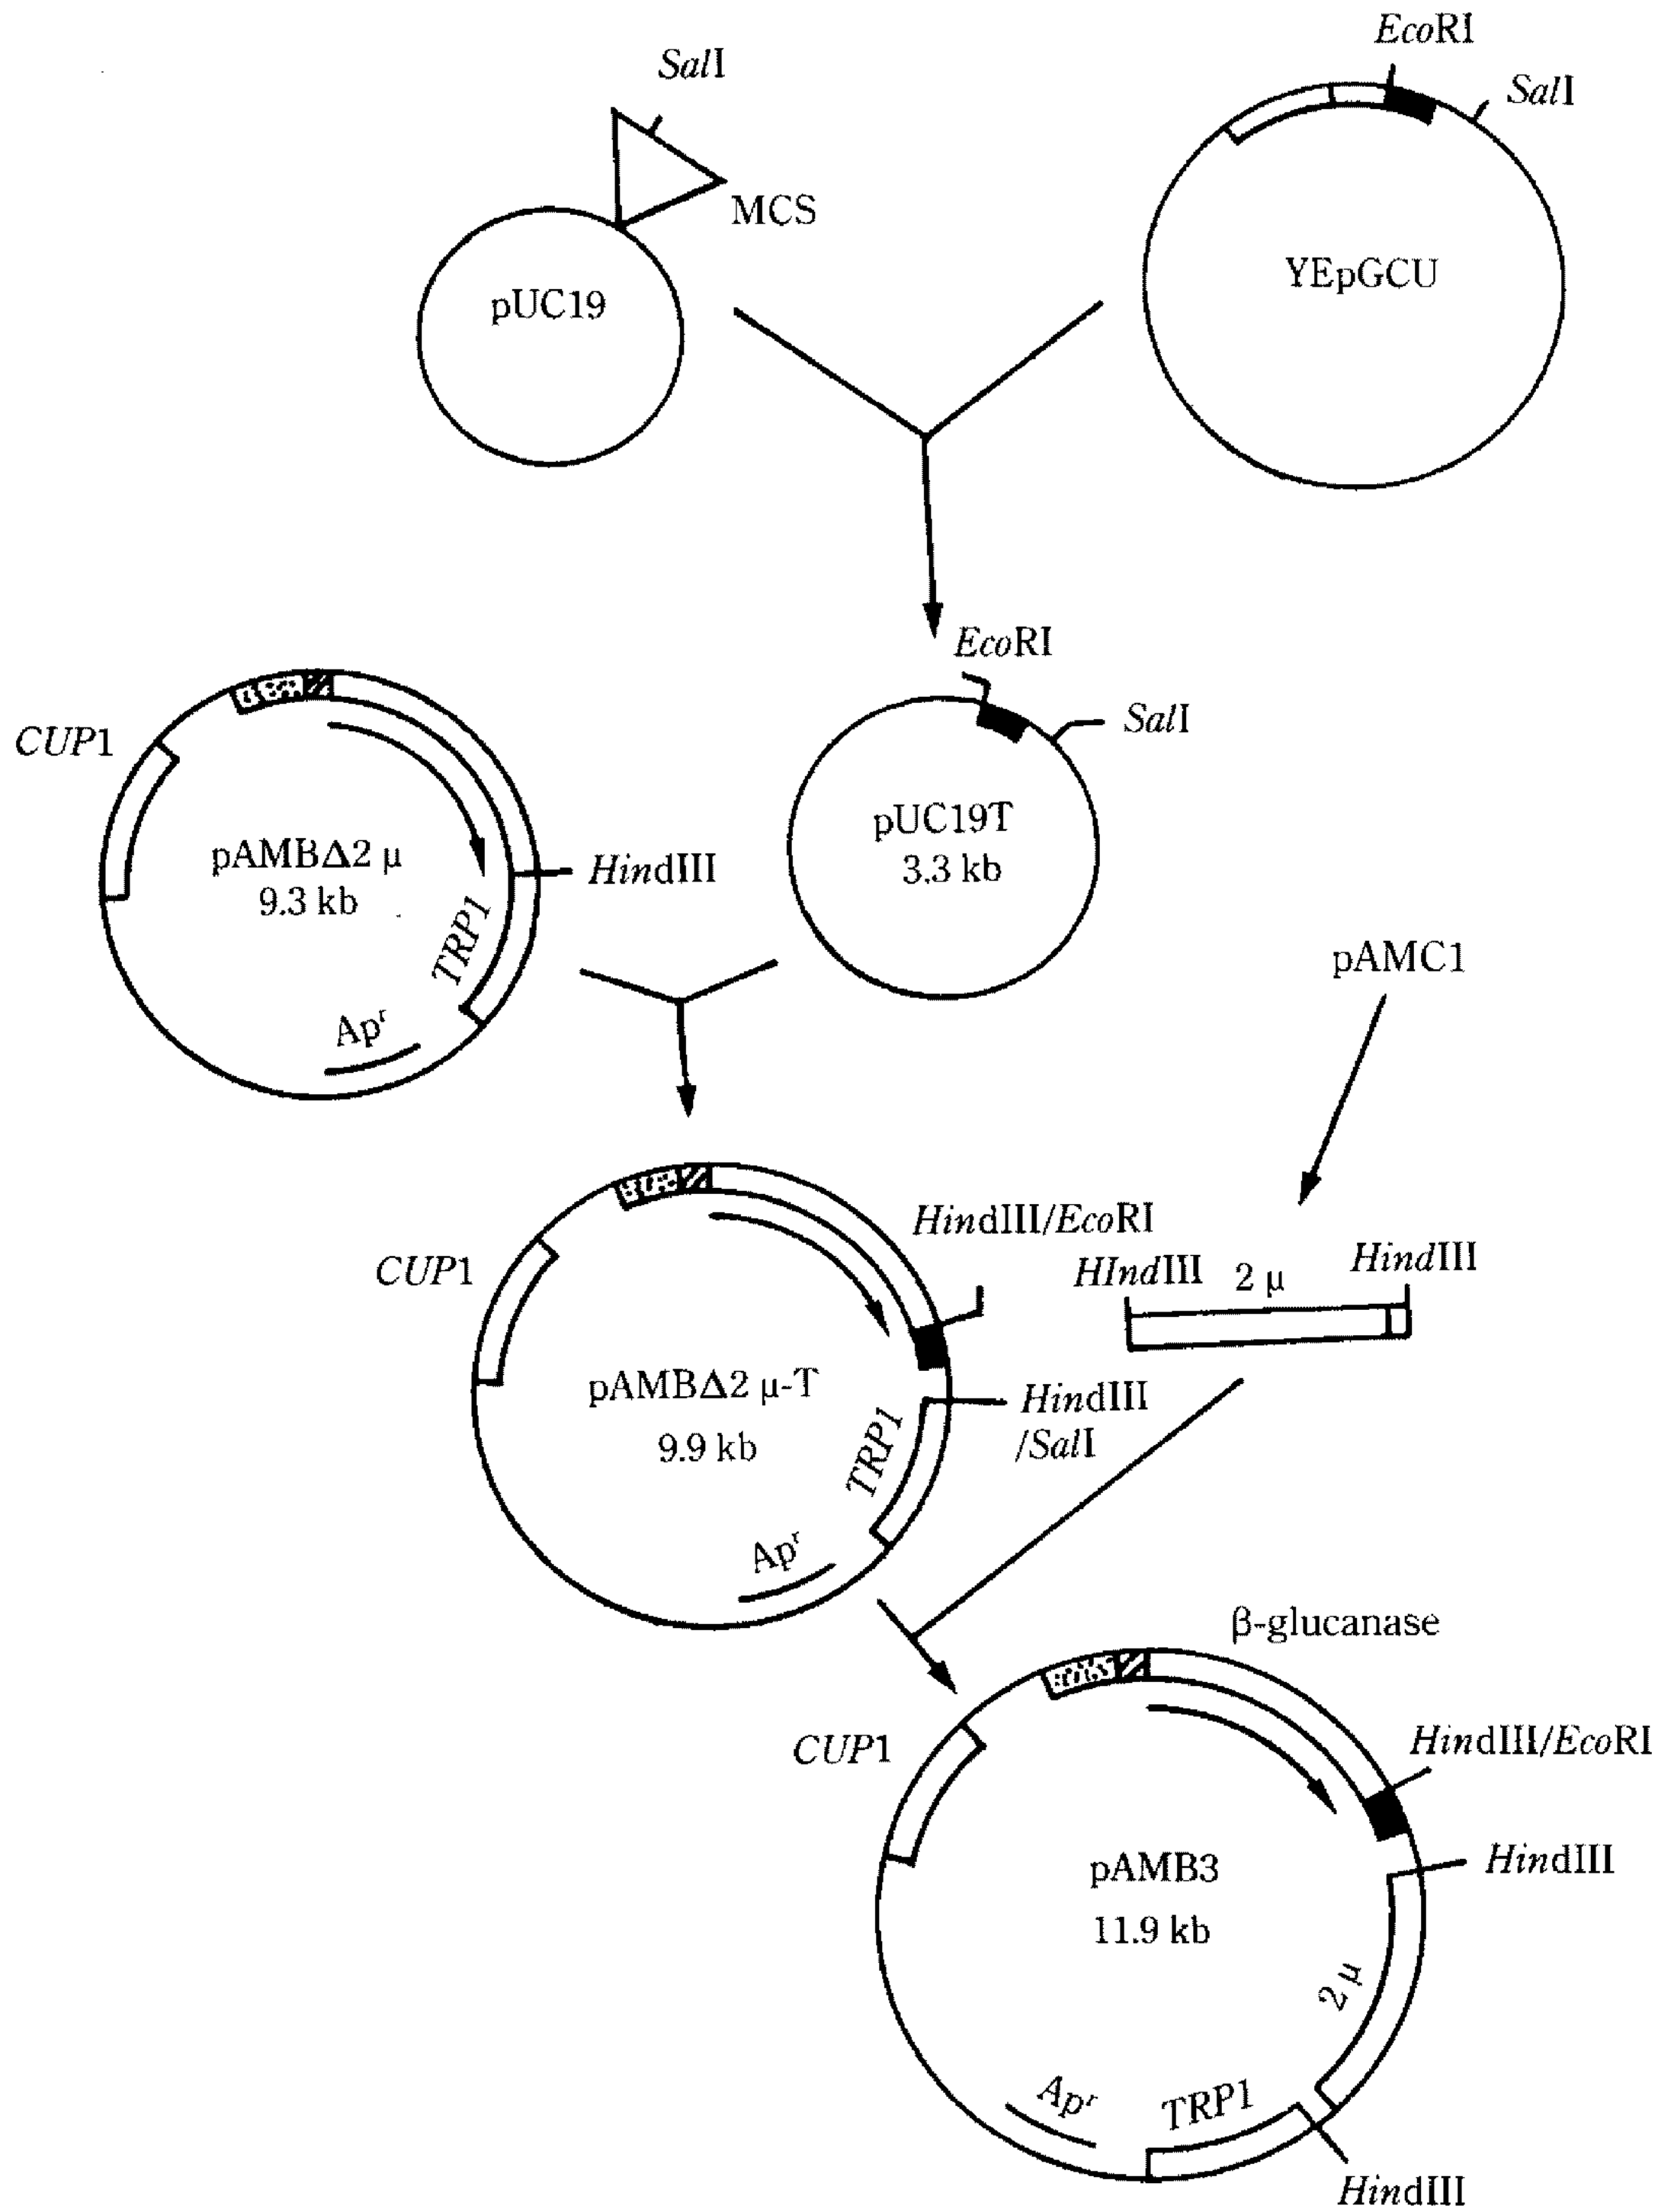 EcoRI
SalI
SalI
MCS
YEpGCU
pUC19
EcoRI
SalI
CUP1
pUC19T
3.3 kb
pAMBΔ2 μ
9.3 kb
HindIII
TRP1
Apʳ
pAMC1
HindIII/EcoRI
HIndIII 2 μ HindIII
CUP1
pAMBΔ2 μ-T
9.9 kb
HindIII
/SalI
TRP1
Apʳ
β-glucanase
CUP1
HindIII/EcoRI
HindIII
pAMB3
11.9 kb
2 μ
Apʳ
TRP1
HindIII